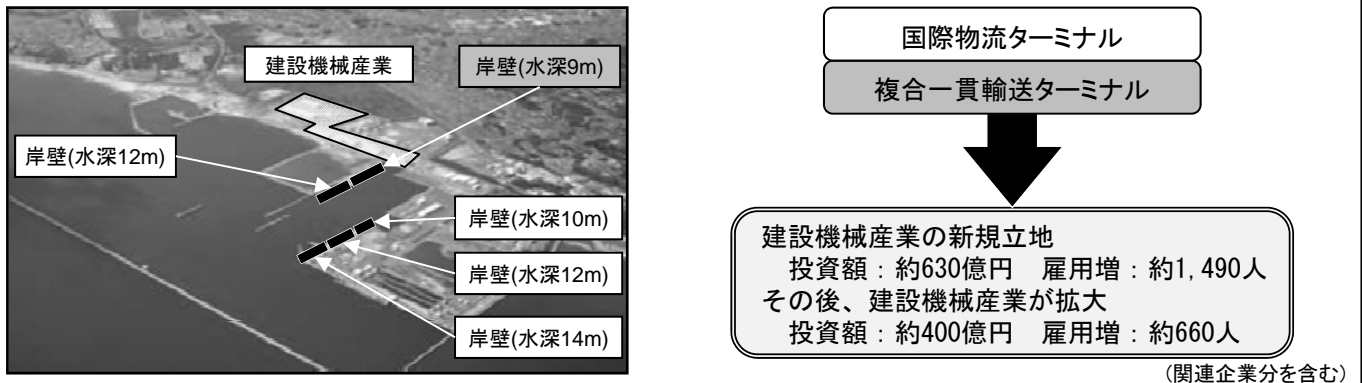 建設機械産業
岸壁(水深9m)
岸壁(水深12m)
岸壁(水深10m)
岸壁(水深12m)
岸壁(水深14m)
国際物流ターミナル
複合一貫輸送ターミナル
建設機械産業の新規立地
投資額：約630億円　雇用増：約1,490人
その後、建設機械産業が拡大
投資額：約400億円　雇用増：約660人
(関連企業分を含む)